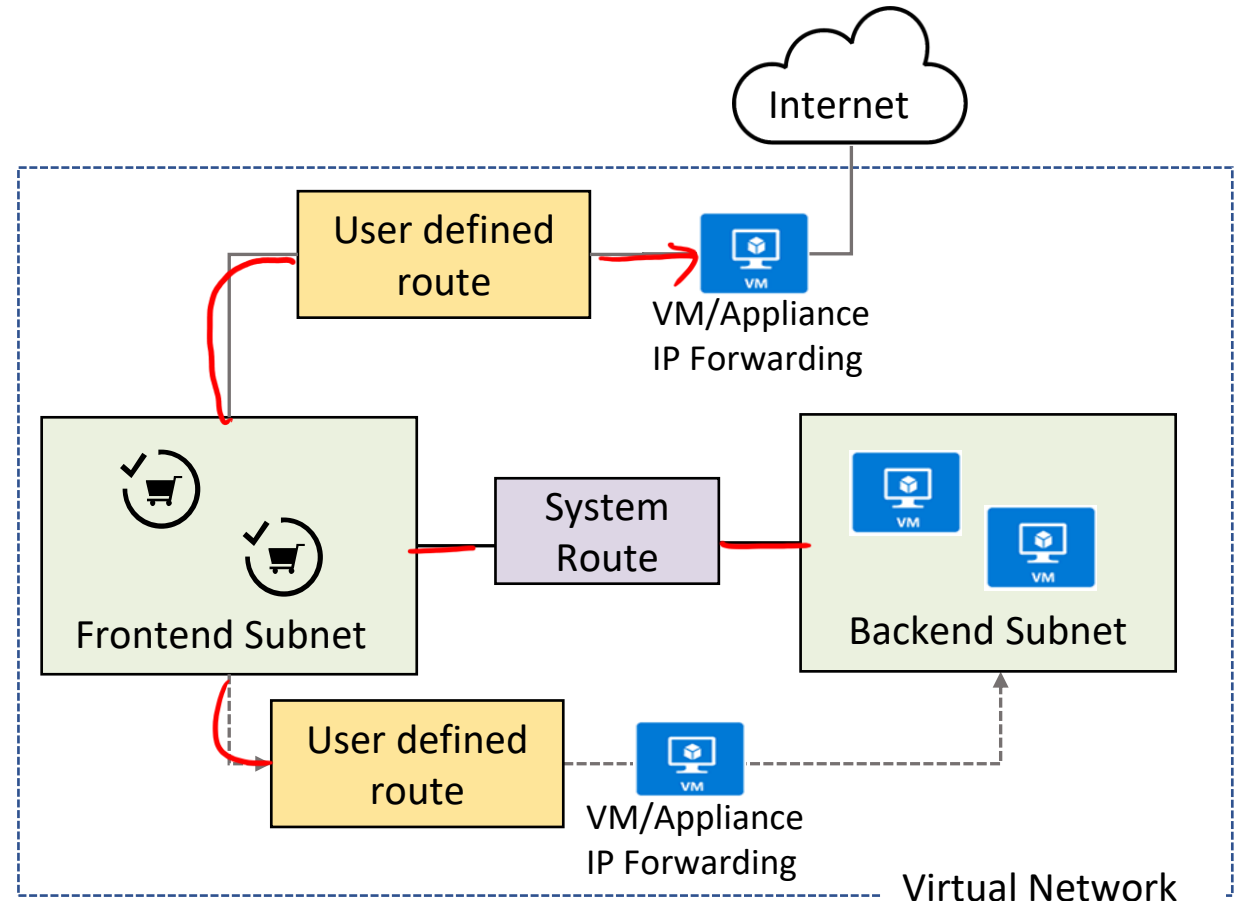 Internet
User defined
route
VM
VM/Appliance
IP Forwarding
System
Route
VM
VM
Frontend Subnet
Backend Subnet
User defined
route
VM
VM/Appliance
IP Forwarding
Virtual Network